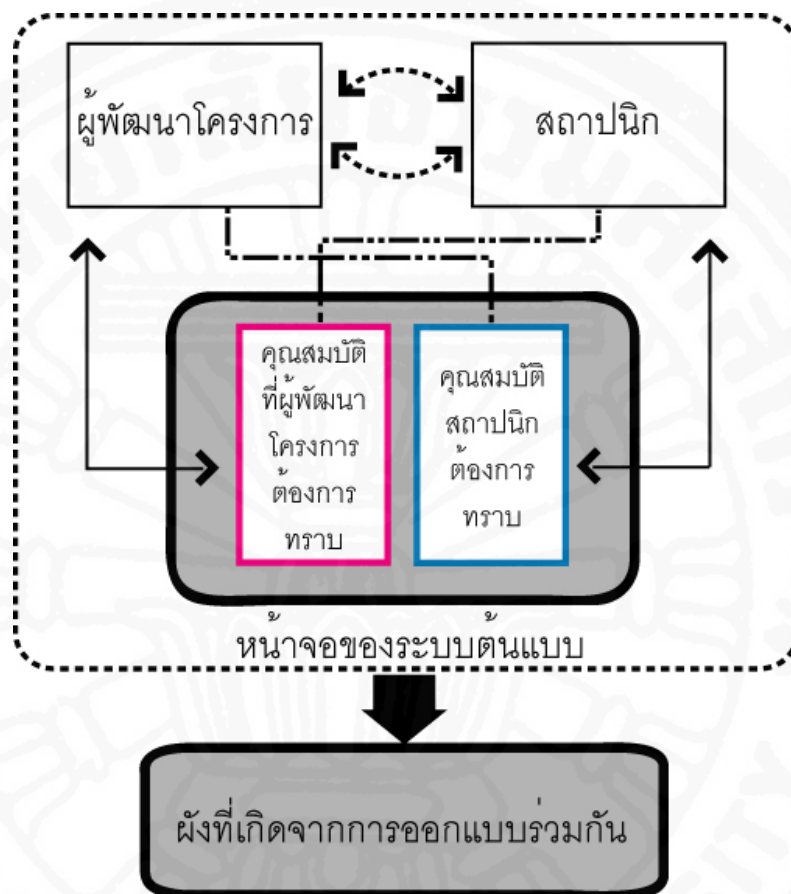 ผู้พัฒนาโครงการ
สถาปนิก
คุณสมบัติ
ที่ผู้พัฒนา
โครงการ
ต้องการ
ทราบ
คุณสมบัติ
สถาปนิก
ต้องการ
ทราบ
หน้าจอของระบบต้นแบบ
ผังที่เกิดจากการออกแบบร่วมกัน